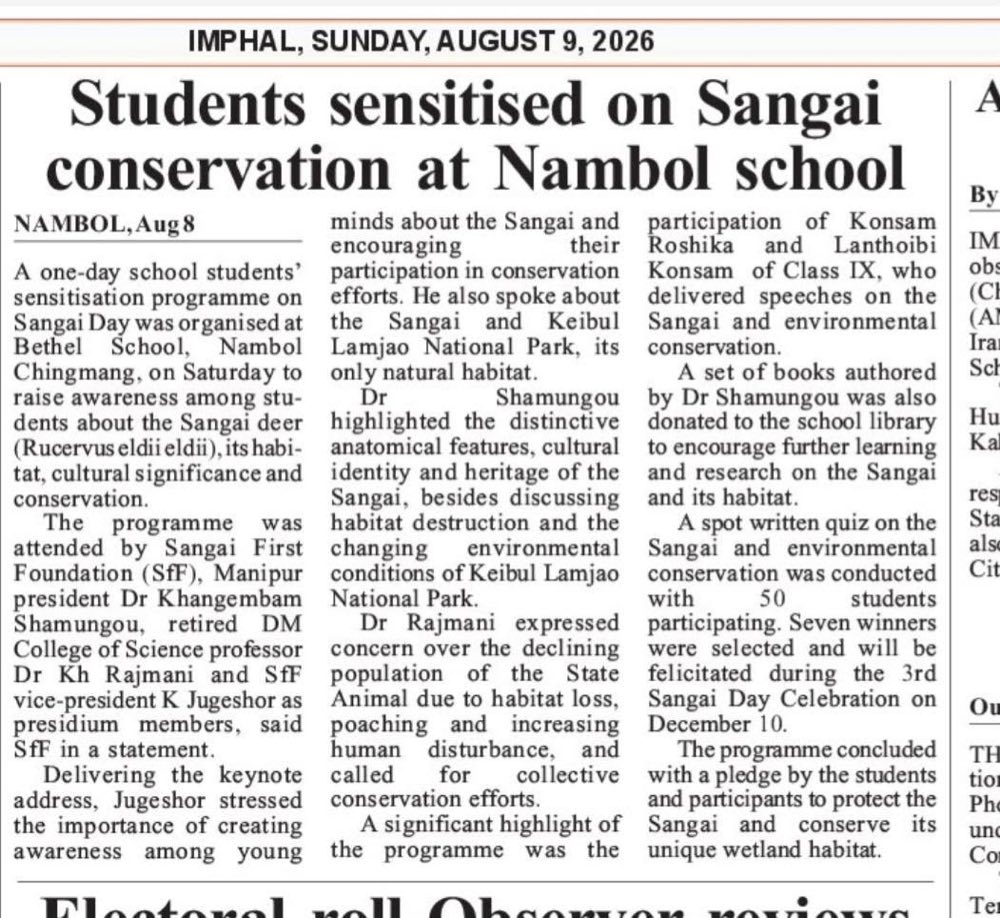 IMPHAL, SUNDAY, AUGUST 9, 2026
Students sensitised on Sangai
conservation at Nambol school
NAMBOL, Aug 8
A one-day school students'
sensitisation programme on
Sangai Day was organised at
Bethel School, Nambol
Chingmang, on Saturday to
raise awareness among stu-
dents about the Sangai deer
(Rucervus eldii eldii), its habi-
tat, cultural significance and
conservation.
The programme was
attended by Sangai First
Foundation (SfF), Manipur
president Dr Khangembam
Shamungou, retired DM
College of Science professor
Dr Kh Rajmani and SfF
vice-president K Jugeshor as
presidium members, said
SfF in a statement.
Delivering the keynote
address, Jugeshor stressed
the importance of creating
awareness among young
minds about the Sangai and
encouraging their
participation in conservation
efforts. He also spoke about
the Sangai and Keibul
Lamjao National Park, its
only natural habitat.
Dr Shamungou
highlighted the distinctive
anatomical features, cultural
identity and heritage of the
Sangai, besides discussing
habitat destruction and the
changing environmental
conditions of Keibul Lamjao
National Park.
Dr Rajmani expressed
concern over the declining
population of the State
Animal due to habitat loss,
poaching and increasing
human disturbance, and
called for collective
conservation efforts.
A significant highlight of
the programme was the
participation of Konsam
Roshika and Lanthoibi
Konsam of Class IX, who
delivered speeches on the
Sangai and environmental
conservation.
A set of books authored
by Dr Shamungou was also
donated to the school library
to encourage further learning
and research on the Sangai
and its habitat.
A spot written quiz on the
Sangai and environmental
conservation was conducted
with 50 students
participating. Seven winners
were selected and will be
felicitated during the 3rd
Sangai Day Celebration on
December 10.
The programme concluded
with a pledge by the students
and participants to protect the
Sangai and conserve its
unique wetland habitat.
Electoral roll Observer reviews
A
By